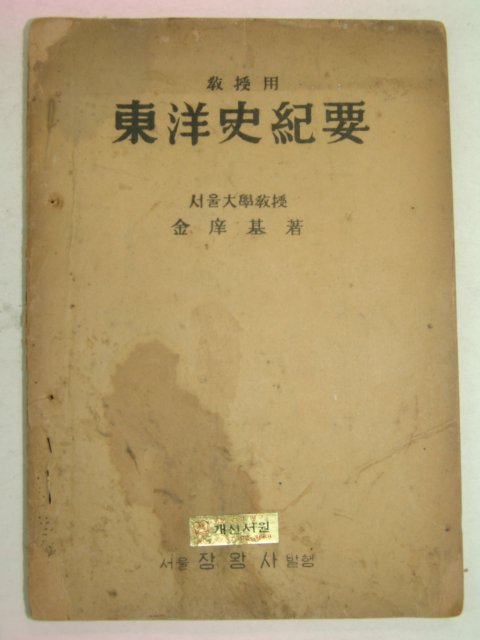 敎授用
東洋史紀要
서울大學敎授
金庠基 著
개신서원
서울 장왕사 발행